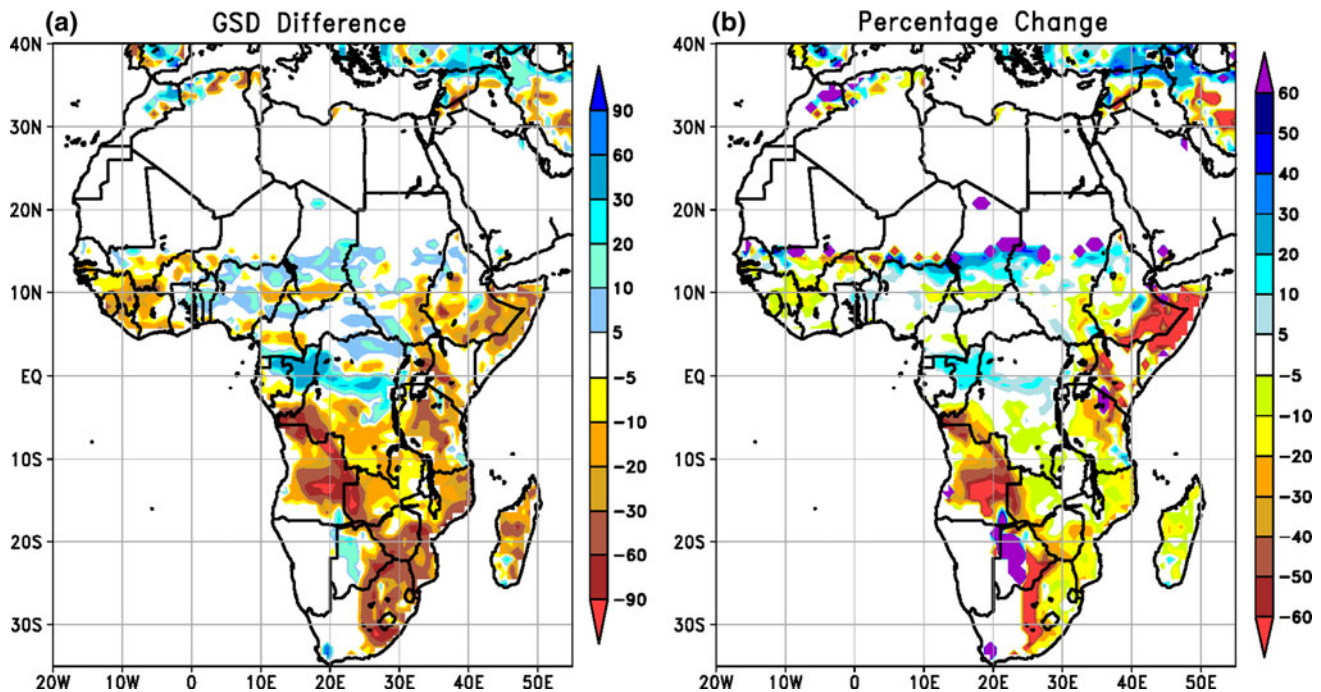 (a) GSD Difference
40N
30N
20N
10N
EQ
10S
20S
30S
20W 10W 0 10E 20E 30E 40E 50E
90
60
30
20
10
5
−5
−10
−20
−30
−60
−90
(b) Percentage Change
40N
30N
20N
10N
EQ
10S
20S
30S
20W 10W 0 10E 20E 30E 40E 50E
60
50
40
30
20
10
5
−5
−10
−20
−30
−40
−50
−60